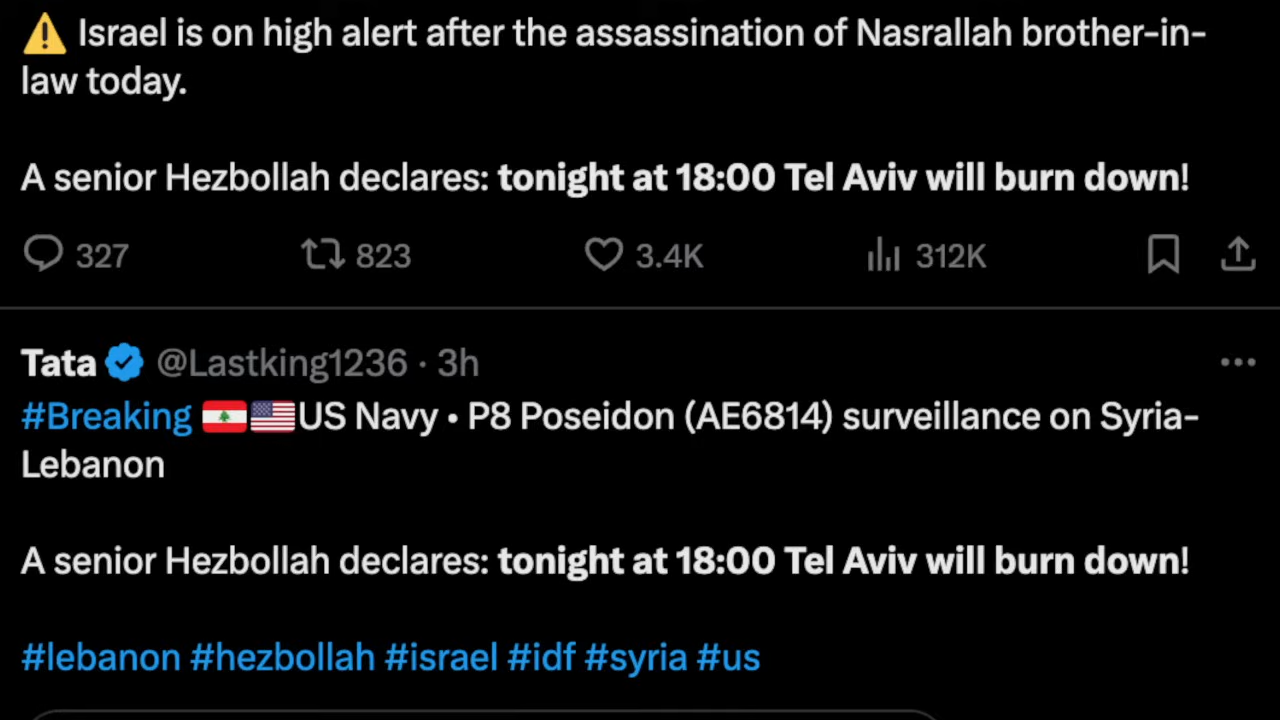 ⚠️ Israel is on high alert after the assassination of Nasrallah brother-in-
law today.
A senior Hezbollah declares: tonight at 18:00 Tel Aviv will burn down!
327 823 3.4K 312K
Tata @Lastking1236 · 3h
#Breaking 🇱🇧🇺🇸US Navy • P8 Poseidon (AE6814) surveillance on Syria-
Lebanon
A senior Hezbollah declares: tonight at 18:00 Tel Aviv will burn down!
#lebanon #hezbollah #israel #idf #syria #us